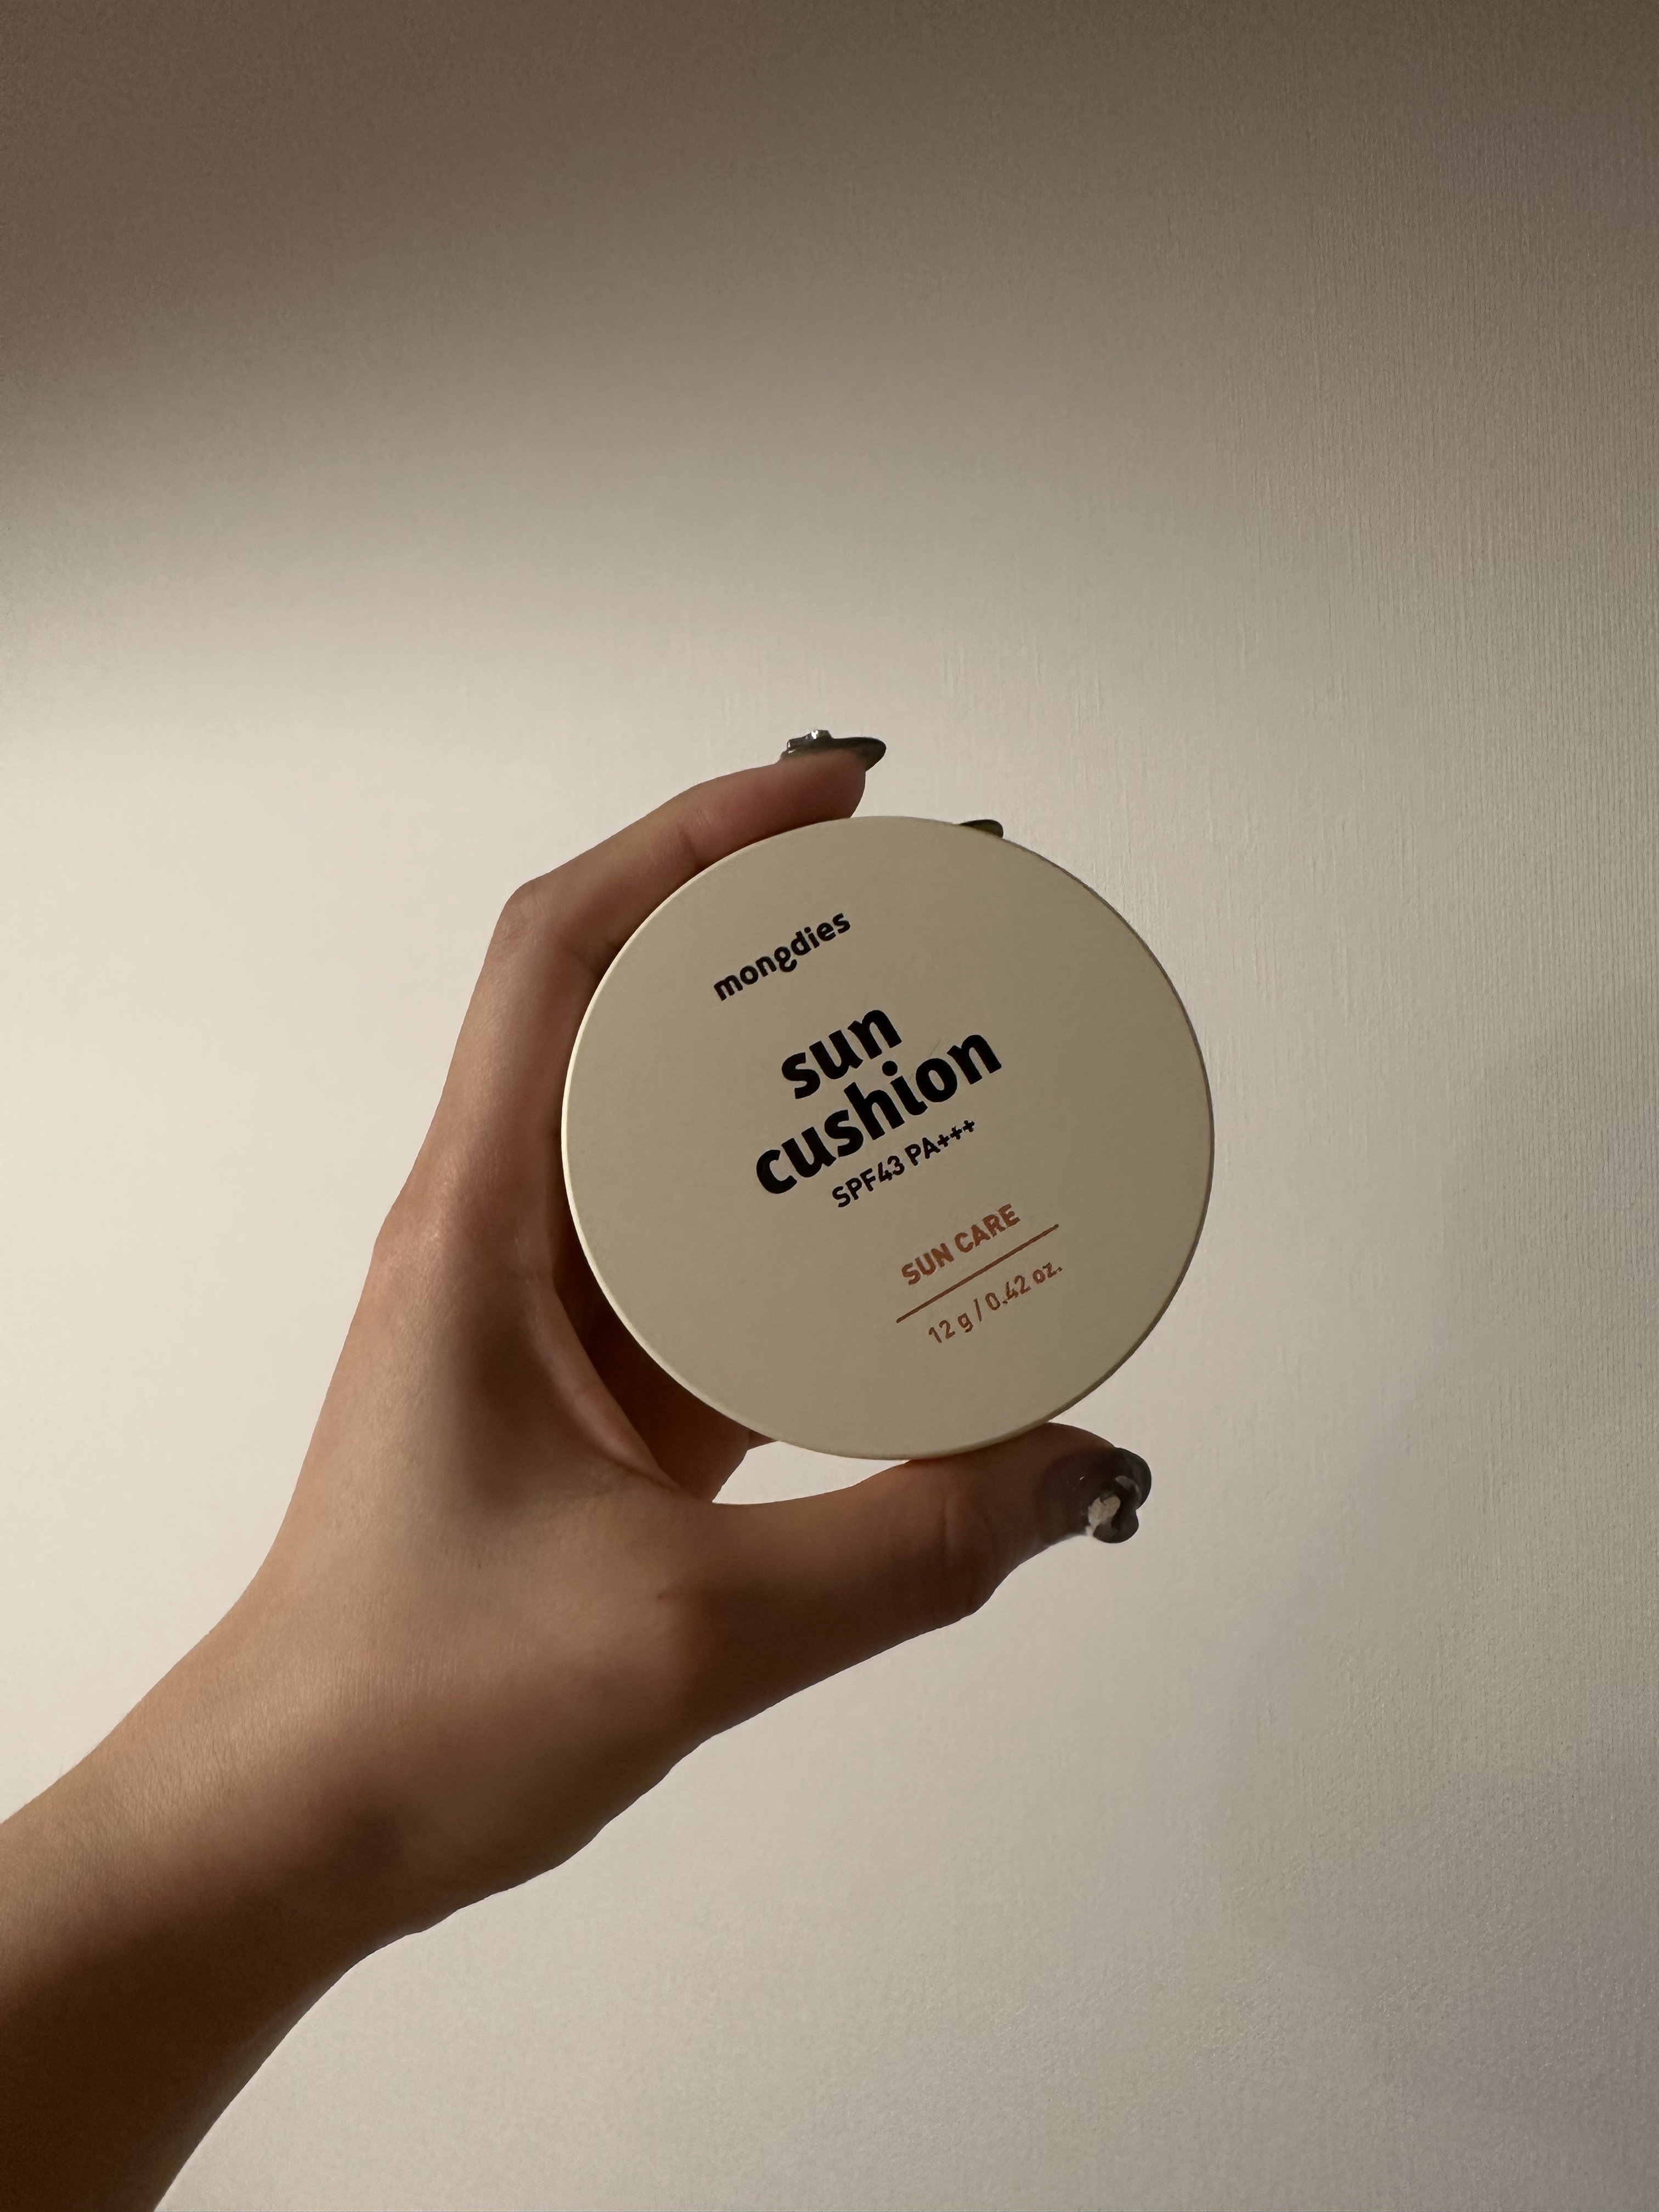 mongdies
sun
cushion
SPF43 PA+++
SUN CARE
12 g / 0.42 oz.